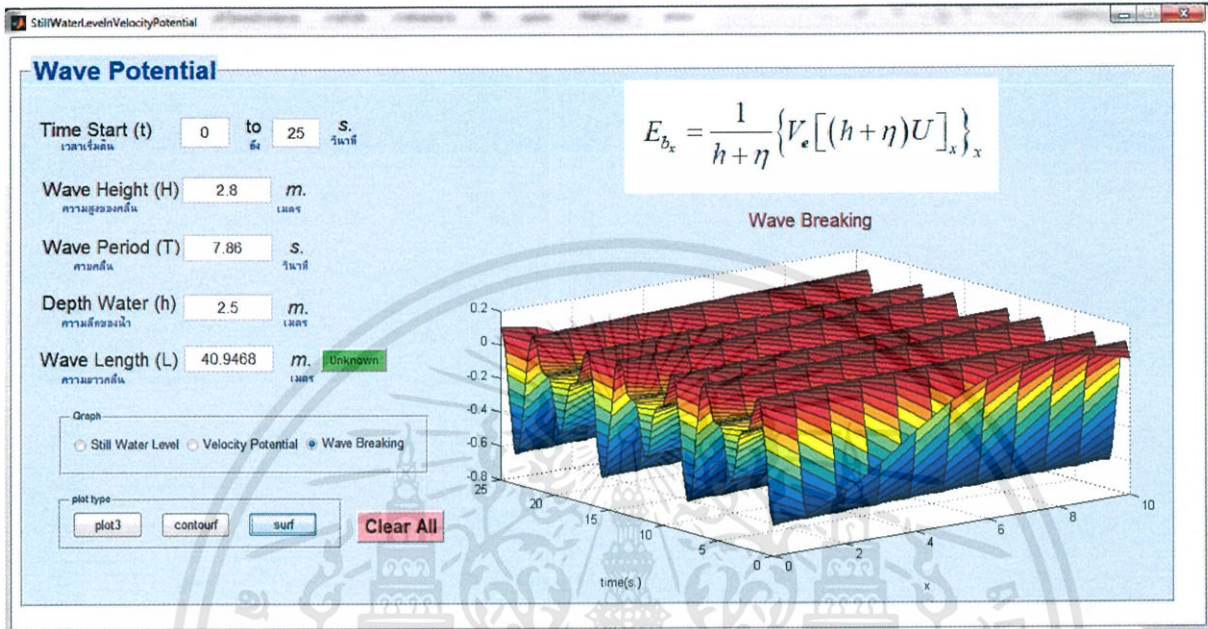 StillWaterLevelnVelocityPotential
Wave Potential
Time Start (t) 0 to 25 s.
เวลาเริ่มต้น ถึง วินาที
Wave Height (H) 2.8 m.
ความสูงของคลื่น เมตร
Wave Period (T) 7.86 s.
คาบคลื่น วินาที
Depth Water (h) 2.5 m.
ความลึกของน้ำ เมตร
Wave Length (L) 40.9468 m. Unknown
ความยาวคลื่น เมตร
Graph
Still Water Level Velocity Potential Wave Breaking
plot type
plot3 contourf surf Clear All
E_{b_x} = \frac{1}{h+\eta}\{V_e[(h+\eta)U]_x\}_x
Wave Breaking
0.2
0
-0.2
-0.4
-0.6
-0.8
25 20 15 10 5 0
time(s.)
0 2 4 6 8 10
x